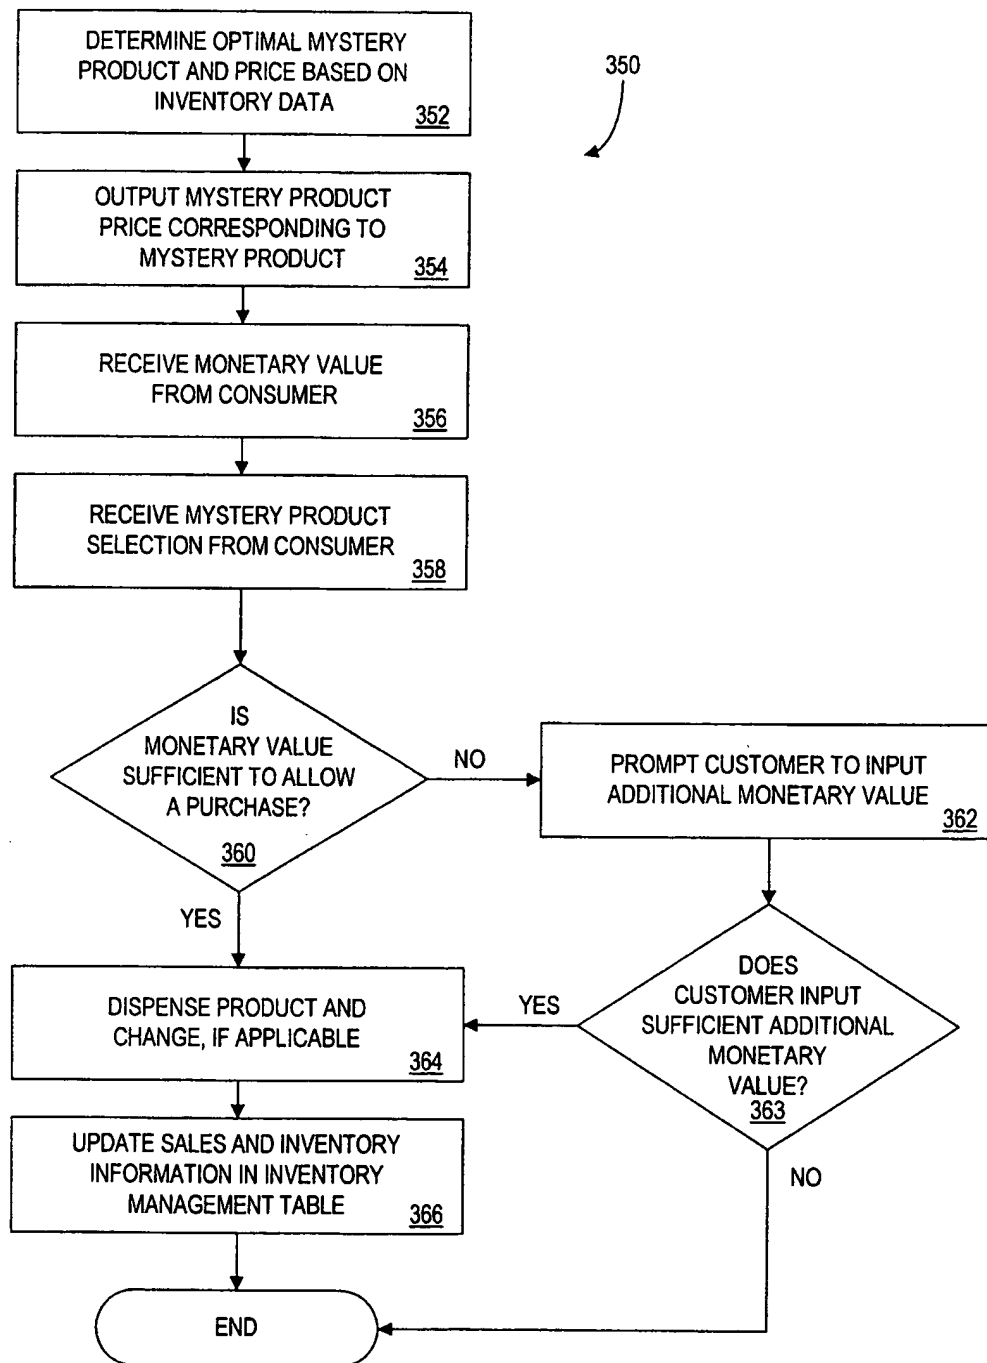 DETERMINE OPTIMAL MYSTERY
PRODUCT AND PRICE BASED ON
INVENTORY DATA
352
350
OUTPUT MYSTERY PRODUCT
PRICE CORRESPONDING TO
MYSTERY PRODUCT
354
RECEIVE MONETARY VALUE
FROM CONSUMER
356
RECEIVE MYSTERY PRODUCT
SELECTION FROM CONSUMER
358
IS
MONETARY VALUE
SUFFICIENT TO ALLOW
A PURCHASE?
360
NO
PROMPT CUSTOMER TO INPUT
ADDITIONAL MONETARY VALUE
362
YES
DOES
CUSTOMER INPUT
SUFFICIENT ADDITIONAL
MONETARY
VALUE?
363
YES
NO
DISPENSE PRODUCT AND
CHANGE, IF APPLICABLE
364
UPDATE SALES AND INVENTORY
INFORMATION IN INVENTORY
MANAGEMENT TABLE
366
END